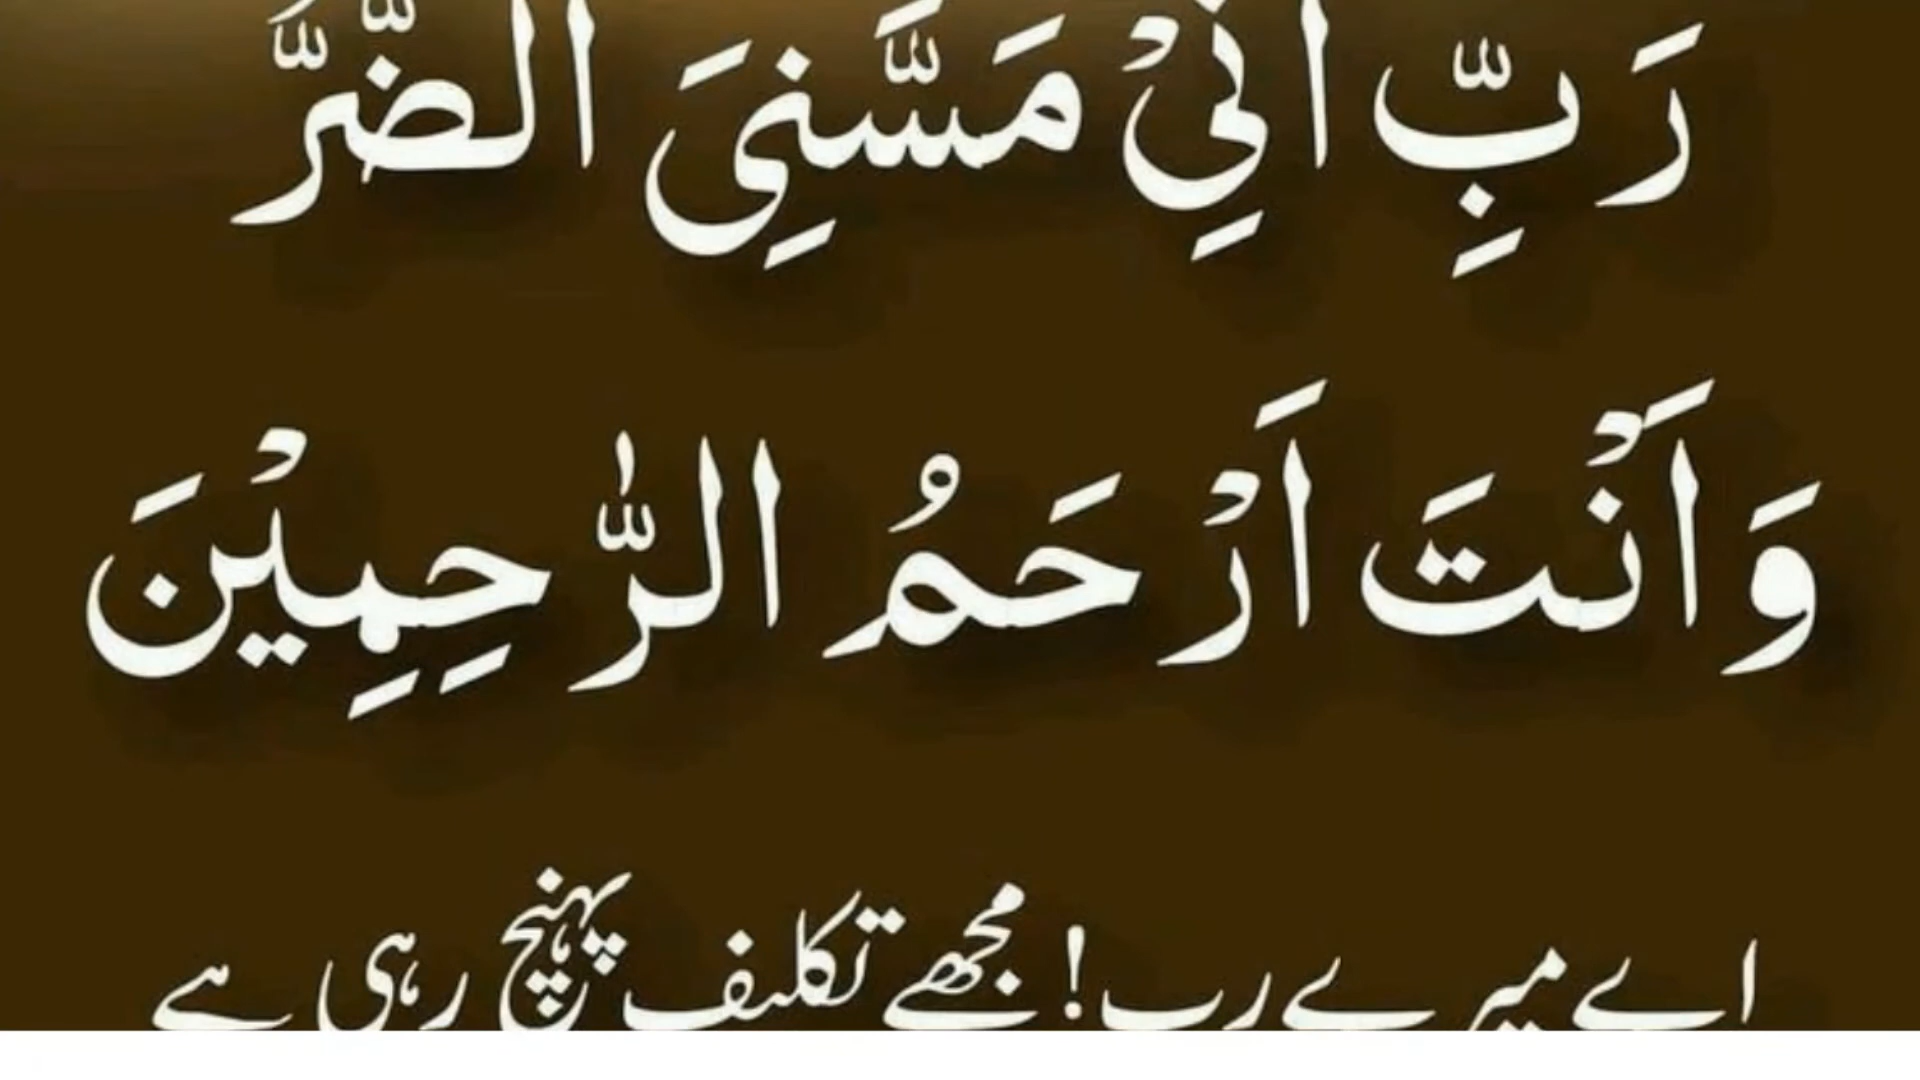 رَبِّ اَنِّیْ مَسَّنِیَ الضُّرُّ
وَاَنْتَ اَرْحَمُ الرّٰحِمِیْنَ
اے میرے رب! مجھے تکلیف پہنچ رہی ہے